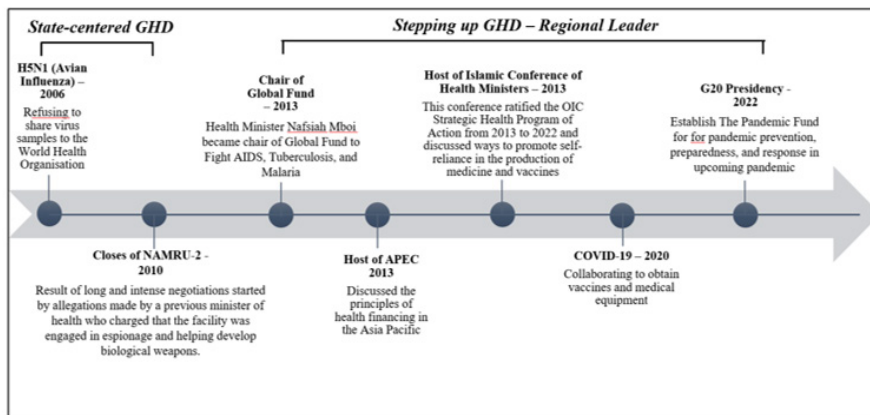 State-centered GHD
Stepping up GHD – Regional Leader
H5N1 (Avian
Influenza) –
2006
Refusing to
share virus
samples to the
World Health
Organisation
Chair of
Global Fund
– 2013
Health Minister Nafsiah Mboi
became chair of Global Fund to
Fight AIDS, Tuberculosis, and
Malaria
Host of Islamic Conference of
Health Ministers – 2013
This conference ratified the OIC
Strategic Health Program of
Action from 2013 to 2022 and
discussed ways to promote self-
reliance in the production of
medicine and vaccines
G20 Presidency -
2022
Establish The Pandemic Fund
for for pandemic prevention,
preparedness, and response in
upcoming pandemic
Closes of NAMRU-2 -
2010
Result of long and intense negotiations started
by allegations made by a previous minister of
health who charged that the facility was
engaged in espionage and helping develop
biological weapons.
Host of APEC
2013
Discussed the
principles of
health financing in
the Asia Pacific
COVID-19 – 2020
Collaborating to obtain
vaccines and medical
equipment